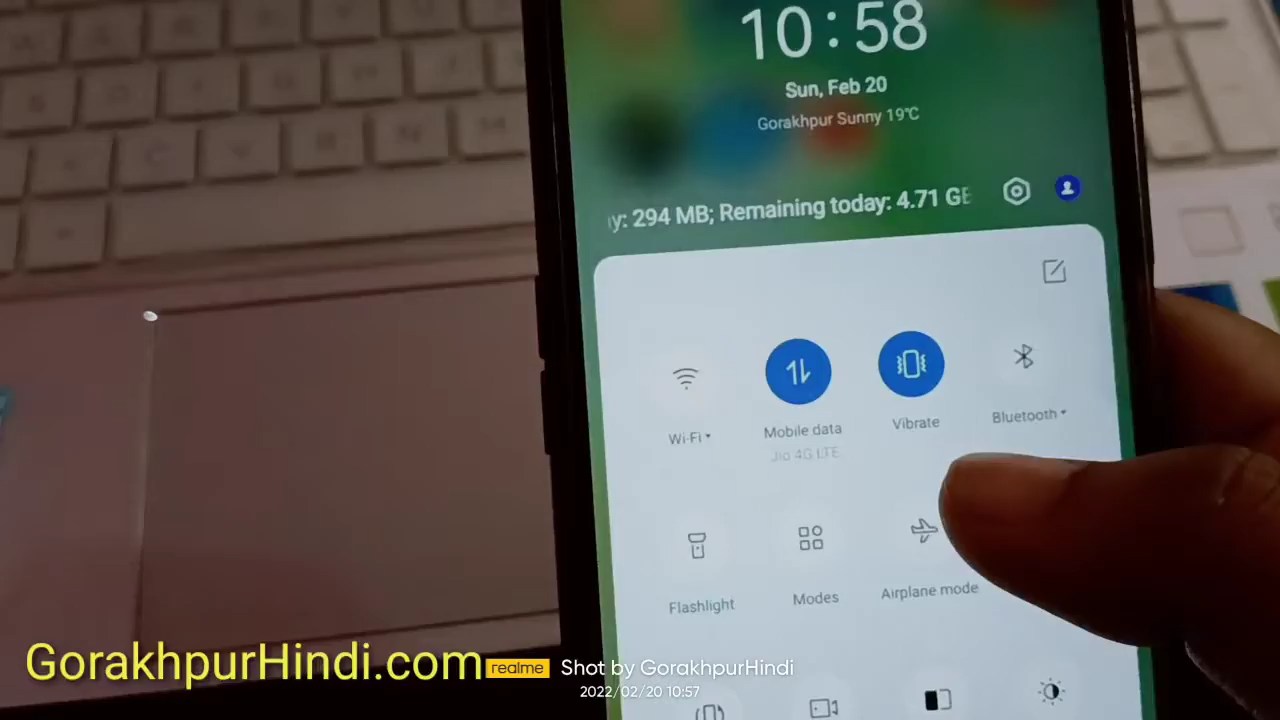 10:58
Sun, Feb 20
Gorakhpur Sunny 19℃
y: 294 MB; Remaining today: 4.71 GB
Wi-Fi
Mobile data
Jio 4G LTE
Vibrate
Bluetooth
Flashlight
Modes
Airplane mode
GorakhpurHindi.com
realme
Shot by GorakhpurHindi
2022/02/20 10:57